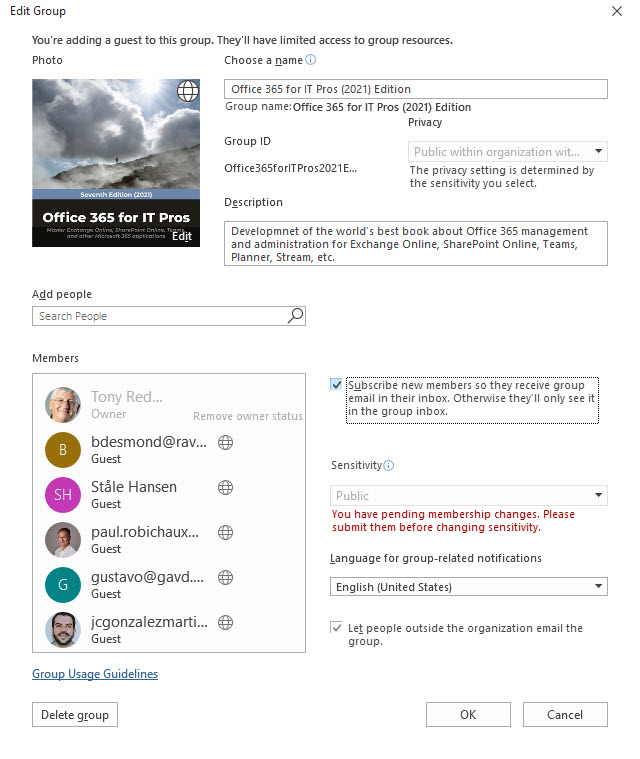 Edit Group
You're adding a guest to this group. They'll have limited access to group resources.
Photo
Seventh Edition (2021)
Office 365 for IT Pros
Master Exchange Online, SharePoint Online, Teams,
and other Microsoft 365 applications
Edit
Choose a name
Office 365 for IT Pros (2021) Edition
Group name: Office 365 for IT Pros (2021) Edition
Privacy
Group ID
Public within organization wit...
Office365forITPros2021E...
The privacy setting is determined by
the sensitivity you select.
Description
Developmnet of the world's best book about Office 365 management
and administration for Exchange Online, SharePoint Online, Teams,
Planner, Stream, etc.
Add people
Search People
Members
Tony Red...
Owner
Remove owner status
B
bdesmond@rav...
Guest
SH
Ståle Hansen
Guest
paul.robichaux...
Guest
G
gustavo@gavd....
Guest
jcgonzalezmarti...
Guest
Subscribe new members so they receive group
email in their inbox. Otherwise they'll only see it
in the group inbox.
Sensitivity
Public
You have pending membership changes. Please
submit them before changing sensitivity.
Language for group-related notifications
English (United States)
Let people outside the organization email the
group.
Group Usage Guidelines
Delete group
OK
Cancel